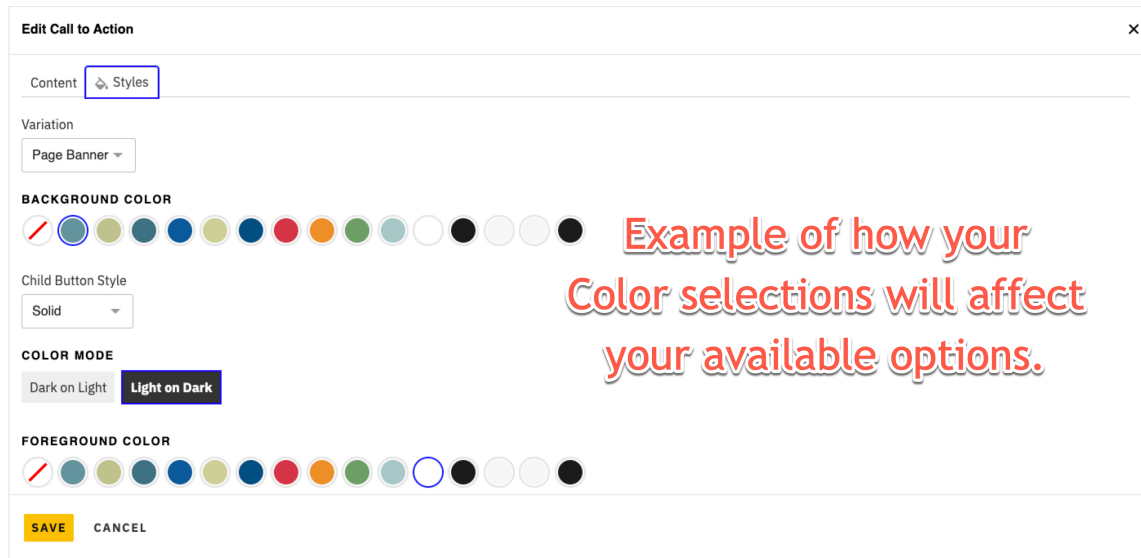 Edit Call to Action
Content
Styles
Variation
Page Banner
BACKGROUND COLOR
Example of how your
Color selections will affect
your available options.
Child Button Style
Solid
COLOR MODE
Dark on Light
Light on Dark
FOREGROUND COLOR
SAVE
CANCEL